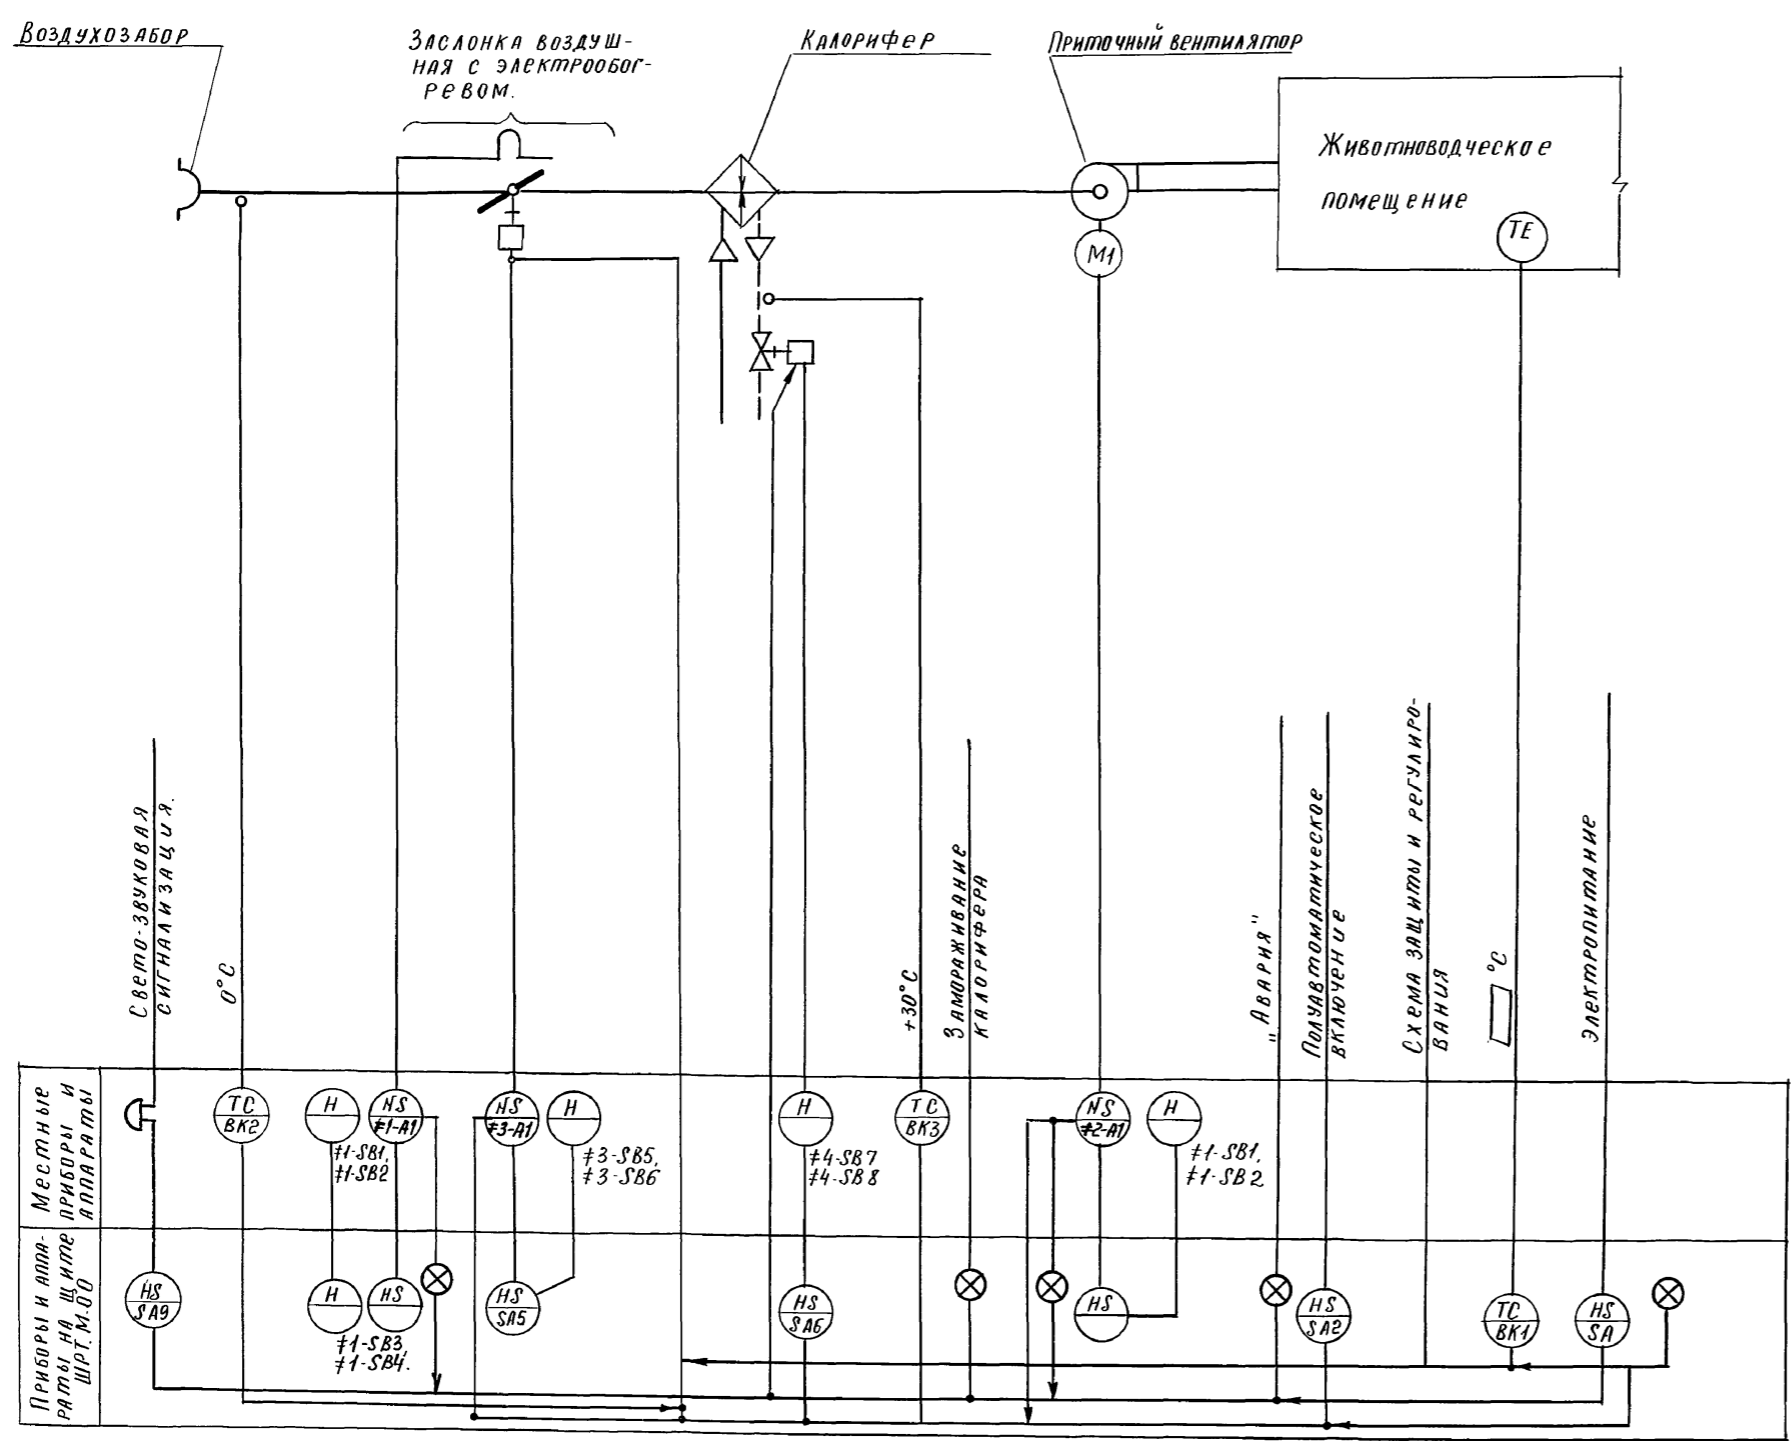 Воздухозабор
Заслонка воздуш-
ная с электрообог-
ревом.
Калорифер
Приточный вентилятор
Животноводческое
помещение
TE
M1
Свето-звуковая
сигнализация.
0°C
+30°C
Замораживание
калорифера
"Авария"
Полуавтоматическое
включение
Схема защиты и регулиро-
вания
°C
Электропитание
Местные
приборы и
аппараты
TC
BK2
H
≠1-SB1,
≠1-SB2
NS
≠1-A1
NS
≠3-A1
H
≠3-SB5,
≠3-SB6
H
≠4-SB7
≠4-SB8
TC
BK3
NS
≠2-A1
H
≠1-SB1,
≠1-SB2
Приборы и аппа-
раты на щите
ШРТ.М.00
HS
SA9
H
≠1-SB3,
≠1-SB4.
HS
HS
SA5
HS
SA6
HS
HS
SA2
TC
BK1
HS
SA